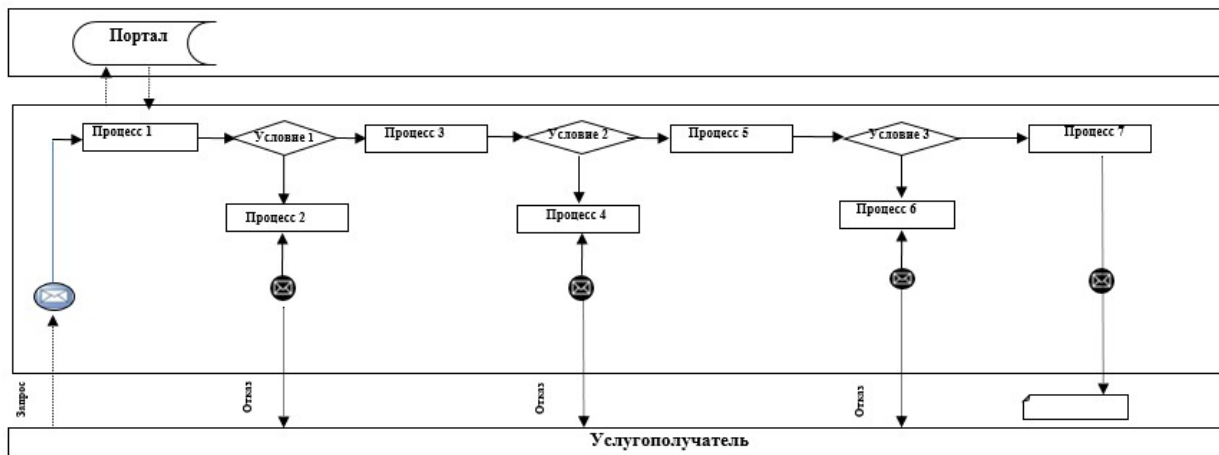 Портал
Процесс 1
Условие 1
Процесс 3
Условие 2
Процесс 5
Условие 3
Процесс 7
Процесс 2
Процесс 4
Процесс 6
Запрос
Отказ
Отказ
Отказ
Услугополучатель